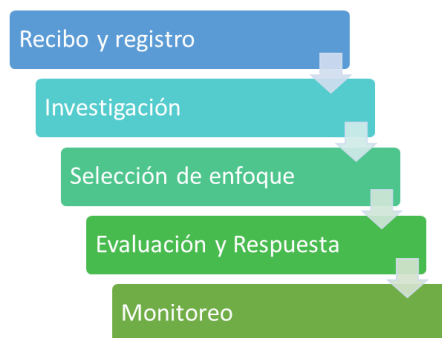 Recibo y registro
Investigación
Selección de enfoque
Evaluación y Respuesta
Monitoreo